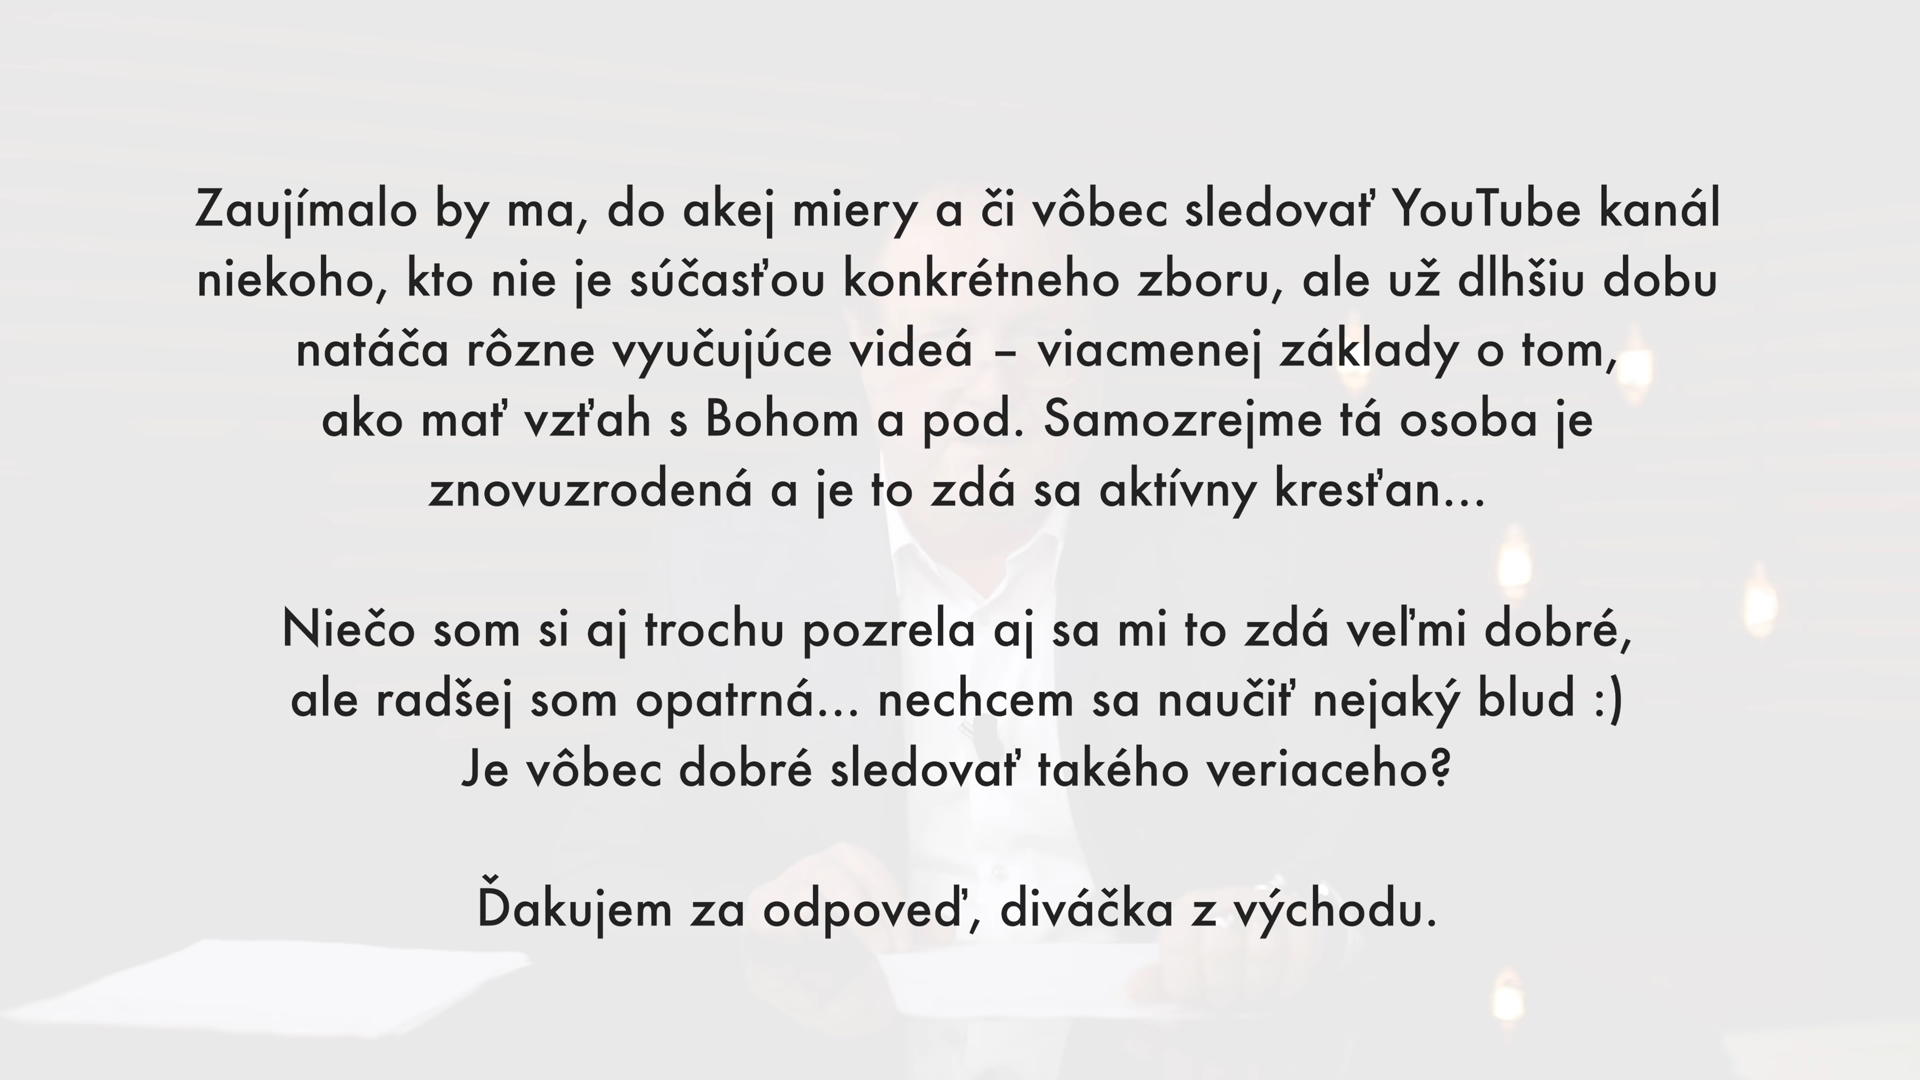 Zaujímalo by ma, do akej miery a či vôbec sledovať YouTube kanál
niekoho, kto nie je súčasťou konkrétneho zboru, ale už dlhšiu dobu
natáča rôzne vyučujúce videá – viacmenej základy o tom,
ako mať vzťah s Bohom a pod. Samozrejme tá osoba je
znovuzrodená a je to zdá sa aktívny kresťan...
Niečo som si aj trochu pozrela aj sa mi to zdá veľmi dobré,
ale radšej som opatrná... nechcem sa naučiť nejaký blud :)
Je vôbec dobré sledovať takého veriaceho?
Ďakujem za odpoveď, diváčka z východu.